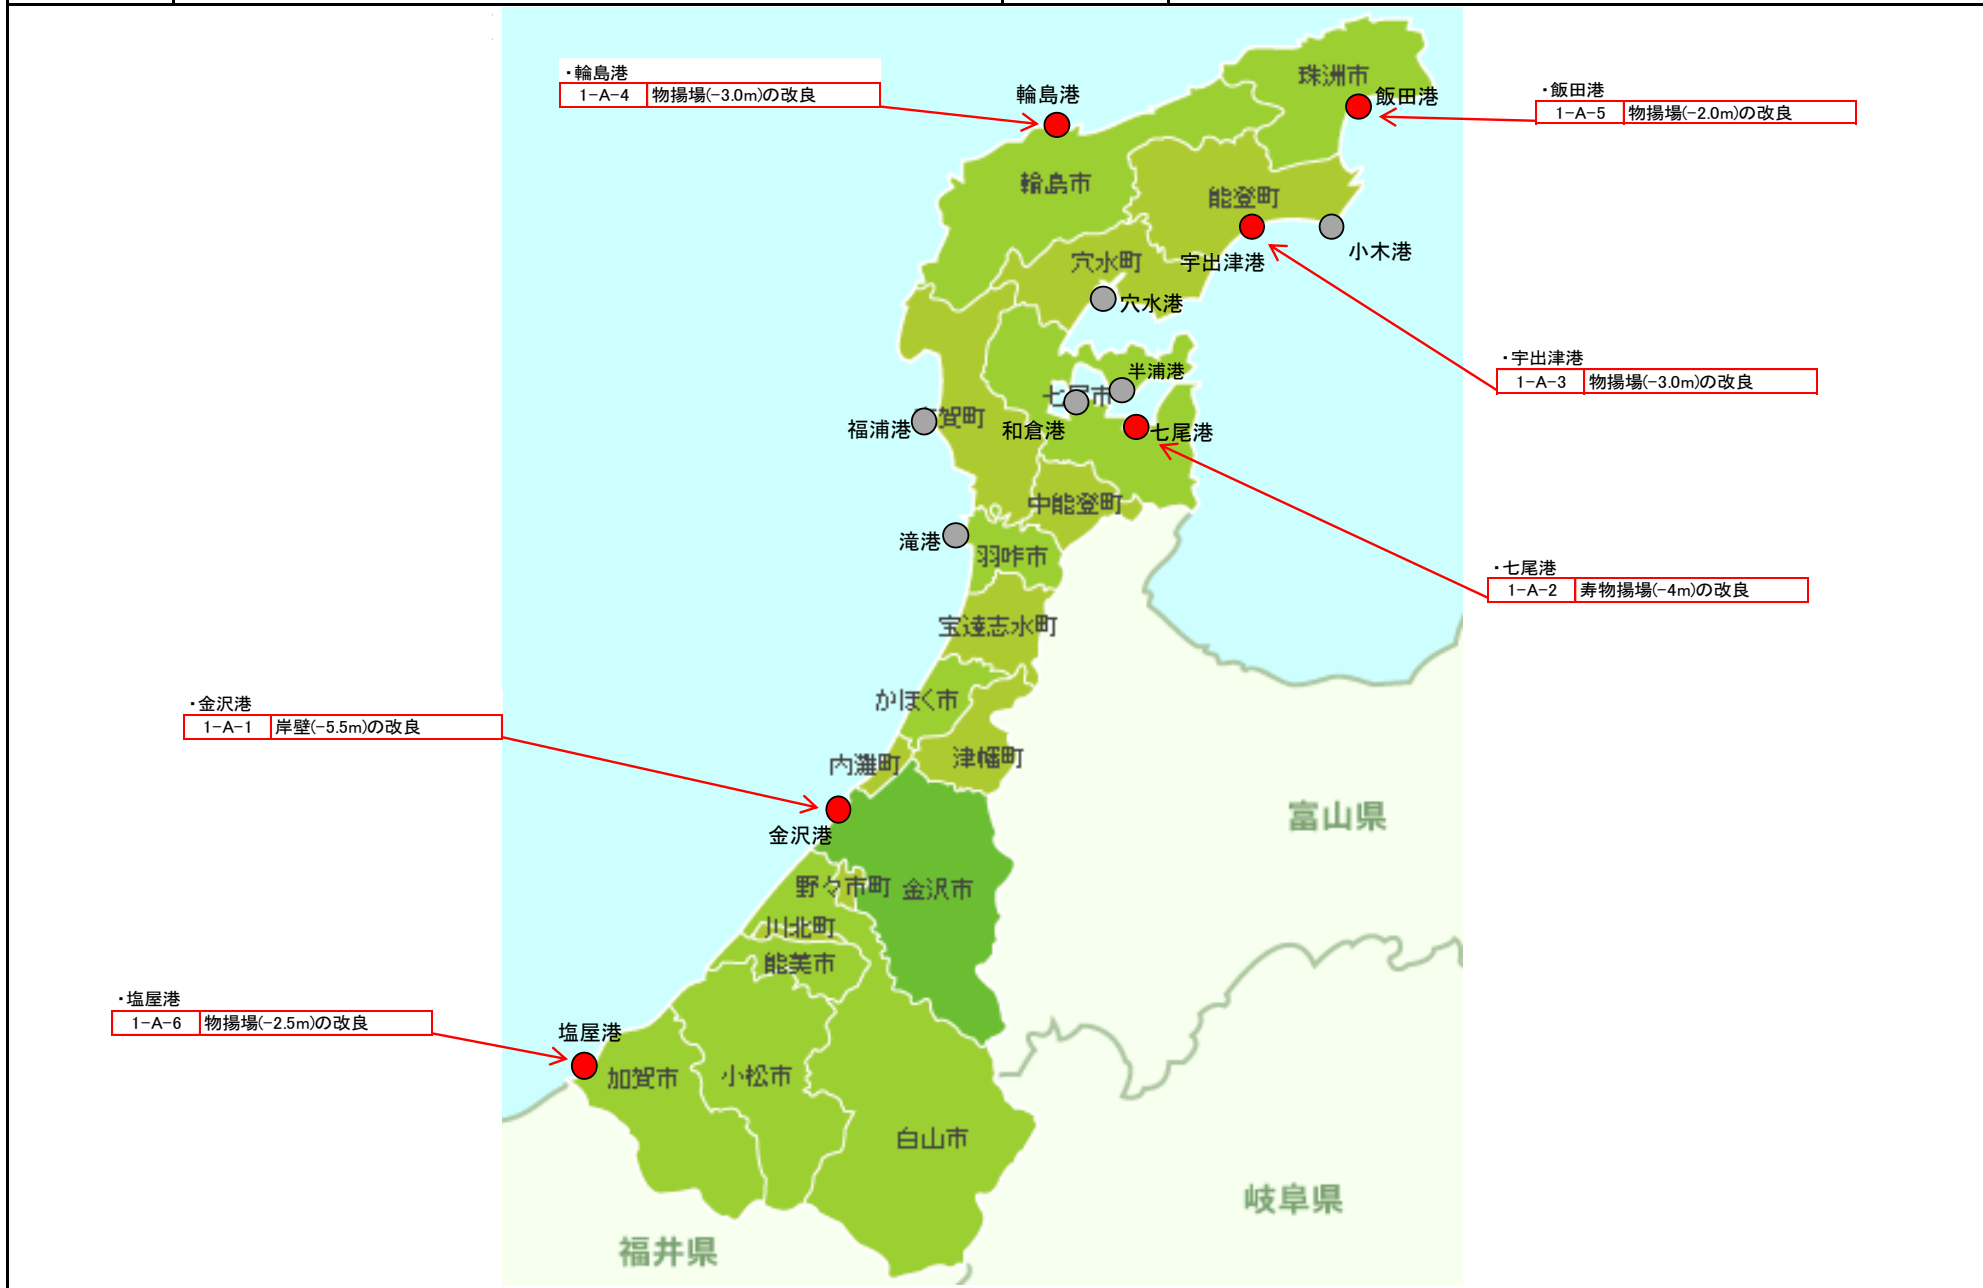 ・輪島港
1-A-4 物揚場(-3.0m)の改良
輪島港
珠洲市
飯田港
・飯田港
1-A-5 物揚場(-2.0m)の改良
輪島市
能登町
小木港
宇出津港
穴水町
穴水港
・宇出津港
1-A-3 物揚場(-3.0m)の改良
半浦港
七尾市
賀町
福浦港
和倉港
七尾港
中能登町
滝港
羽咋市
・七尾港
1-A-2 寿物揚場(-4m)の改良
宝達志水町
かほく市
・金沢港
1-A-1 岸壁(-5.5m)の改良
内灘町
津幡町
金沢港
富山県
野々市町
金沢市
川北町
能美市
・塩屋港
1-A-6 物揚場(-2.5m)の改良
塩屋港
加賀市
小松市
白山市
岐阜県
福井県